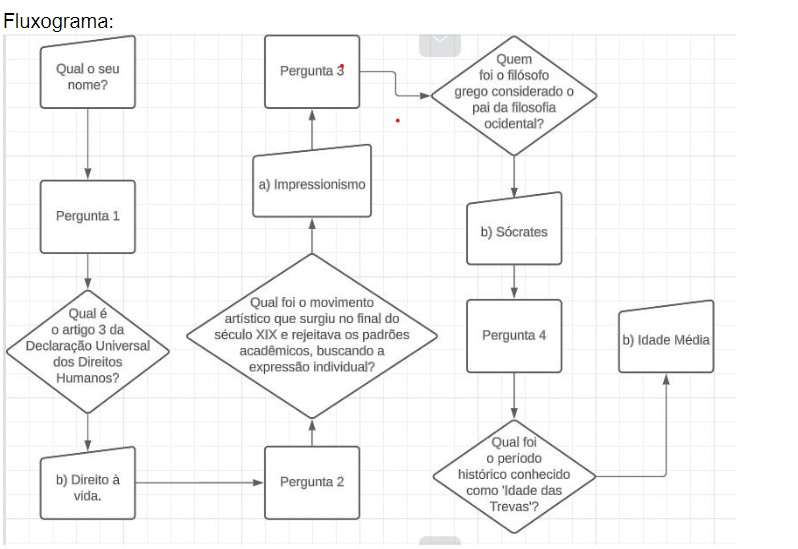 Fluxograma:
Qual o seu
nome?
Pergunta 1
Qual é
o artigo 3 da
Declaração Universal
dos Direitos
Humanos?
b) Direito à
vida.
Pergunta 2
Qual foi o movimento
artístico que surgiu no final do
século XIX e rejeitava os padrões
acadêmicos, buscando a
expressão individual?
a) Impressionismo
Pergunta 3
Quem
foi o filósofo
grego considerado o
pai da filosofia
ocidental?
b) Sócrates
Pergunta 4
Qual foi
o período
histórico conhecido
como 'Idade das
Trevas'?
b) Idade Média